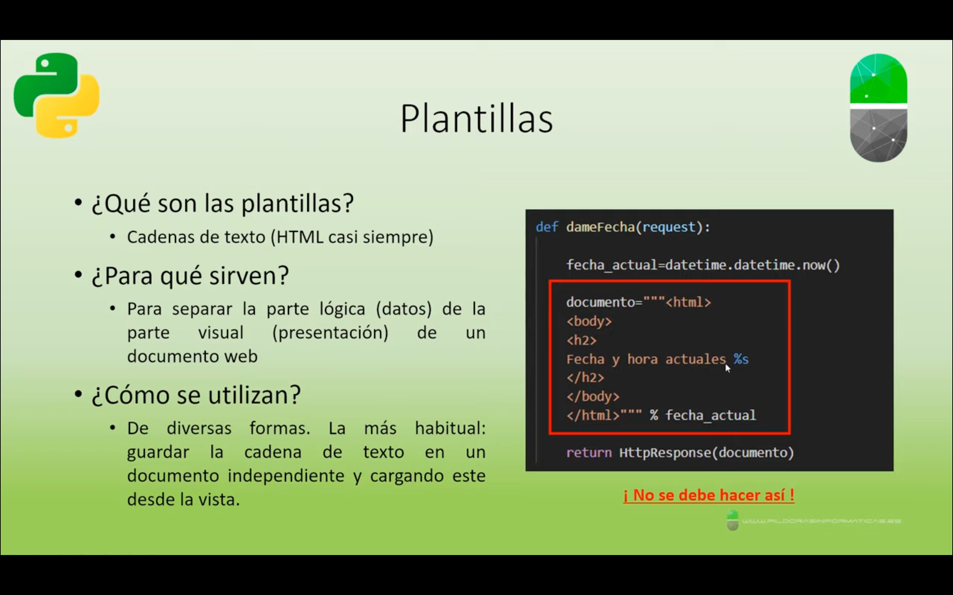 Plantillas
• ¿Qué son las plantillas?
• Cadenas de texto (HTML casi siempre)
• ¿Para qué sirven?
• Para separar la parte lógica (datos) de la
parte visual (presentación) de un
documento web
• ¿Cómo se utilizan?
• De diversas formas. La más habitual:
guardar la cadena de texto en un
documento independiente y cargando este
desde la vista.
def dameFecha(request):
fecha_actual=datetime.datetime.now()
documento="""<html>
<body>
<h2>
Fecha y hora actuales %s
</h2>
</body>
</html>""" % fecha_actual
return HttpResponse(documento)
¡ No se debe hacer así !
WWW.PILDORASINFORMATICAS.ES